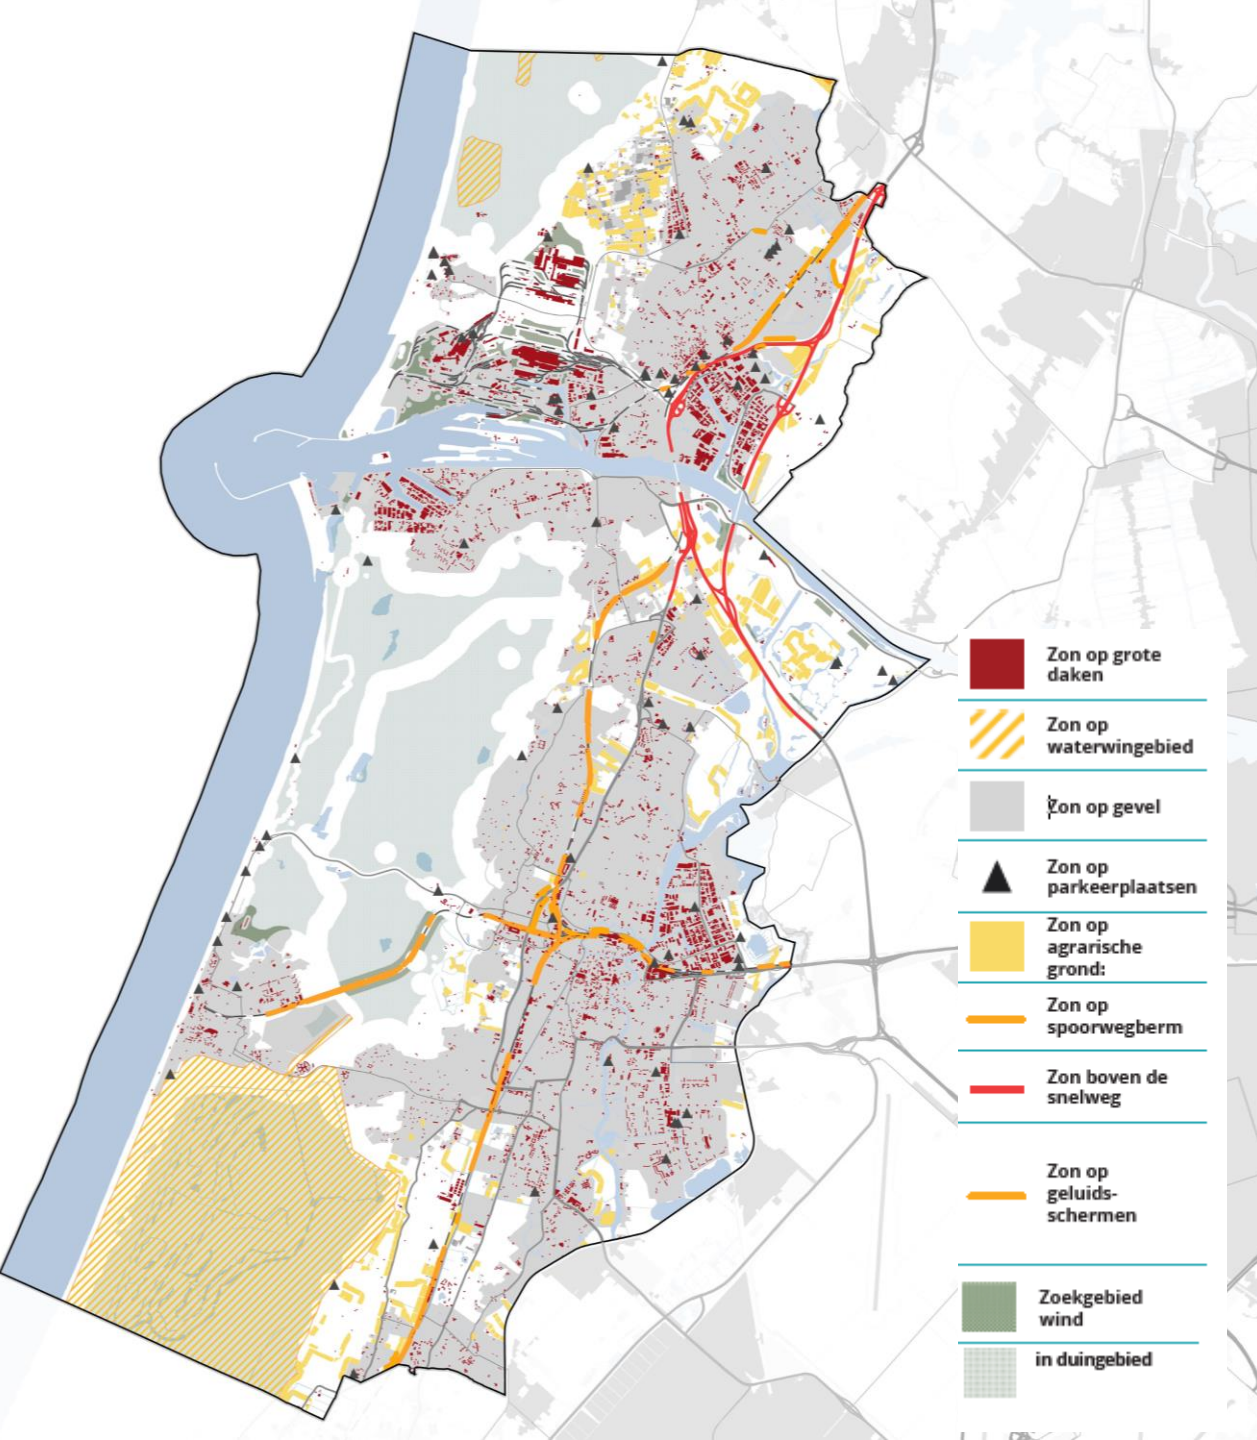 Zon op grote
daken
Zon op
waterwingebied
Zon op gevel
Zon op
parkeerplaatsen
Zon op
agrarische
grond:
Zon op
spoorwegberm
Zon boven de
snelweg
Zon op
geluids-
schermen
Zoekgebied
wind
in duingebied